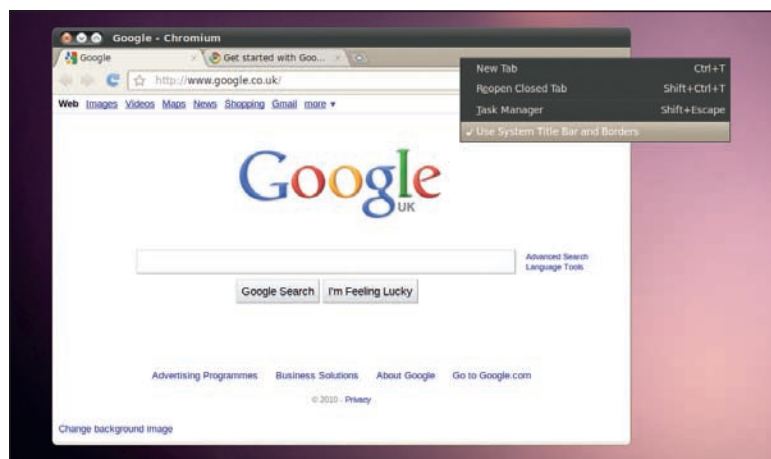 Google - Chromium
Google
Get started with Goo...
http://www.google.co.uk/
New Tab Ctrl+T
Reopen Closed Tab Shift+Ctrl+T
Task Manager Shift+Escape
✓ Use System Title Bar and Borders
Web Images Videos Maps News Shopping Gmail more ▾
Google
UK
Advanced Search
Language Tools
Google Search I'm Feeling Lucky
Advertising Programmes Business Solutions About Google Go to Google.com
© 2010 - Privacy
Change background image